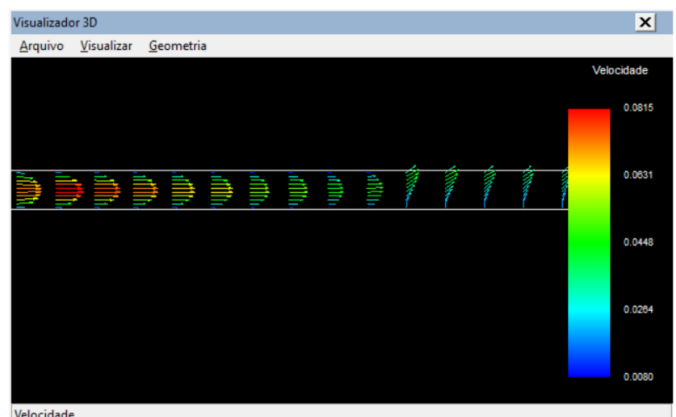 Visualizador 3D
Arquivo Visualizar Geometria
Velocidade
0.0815
0.0631
0.0448
0.0264
0.0080
Velocidade